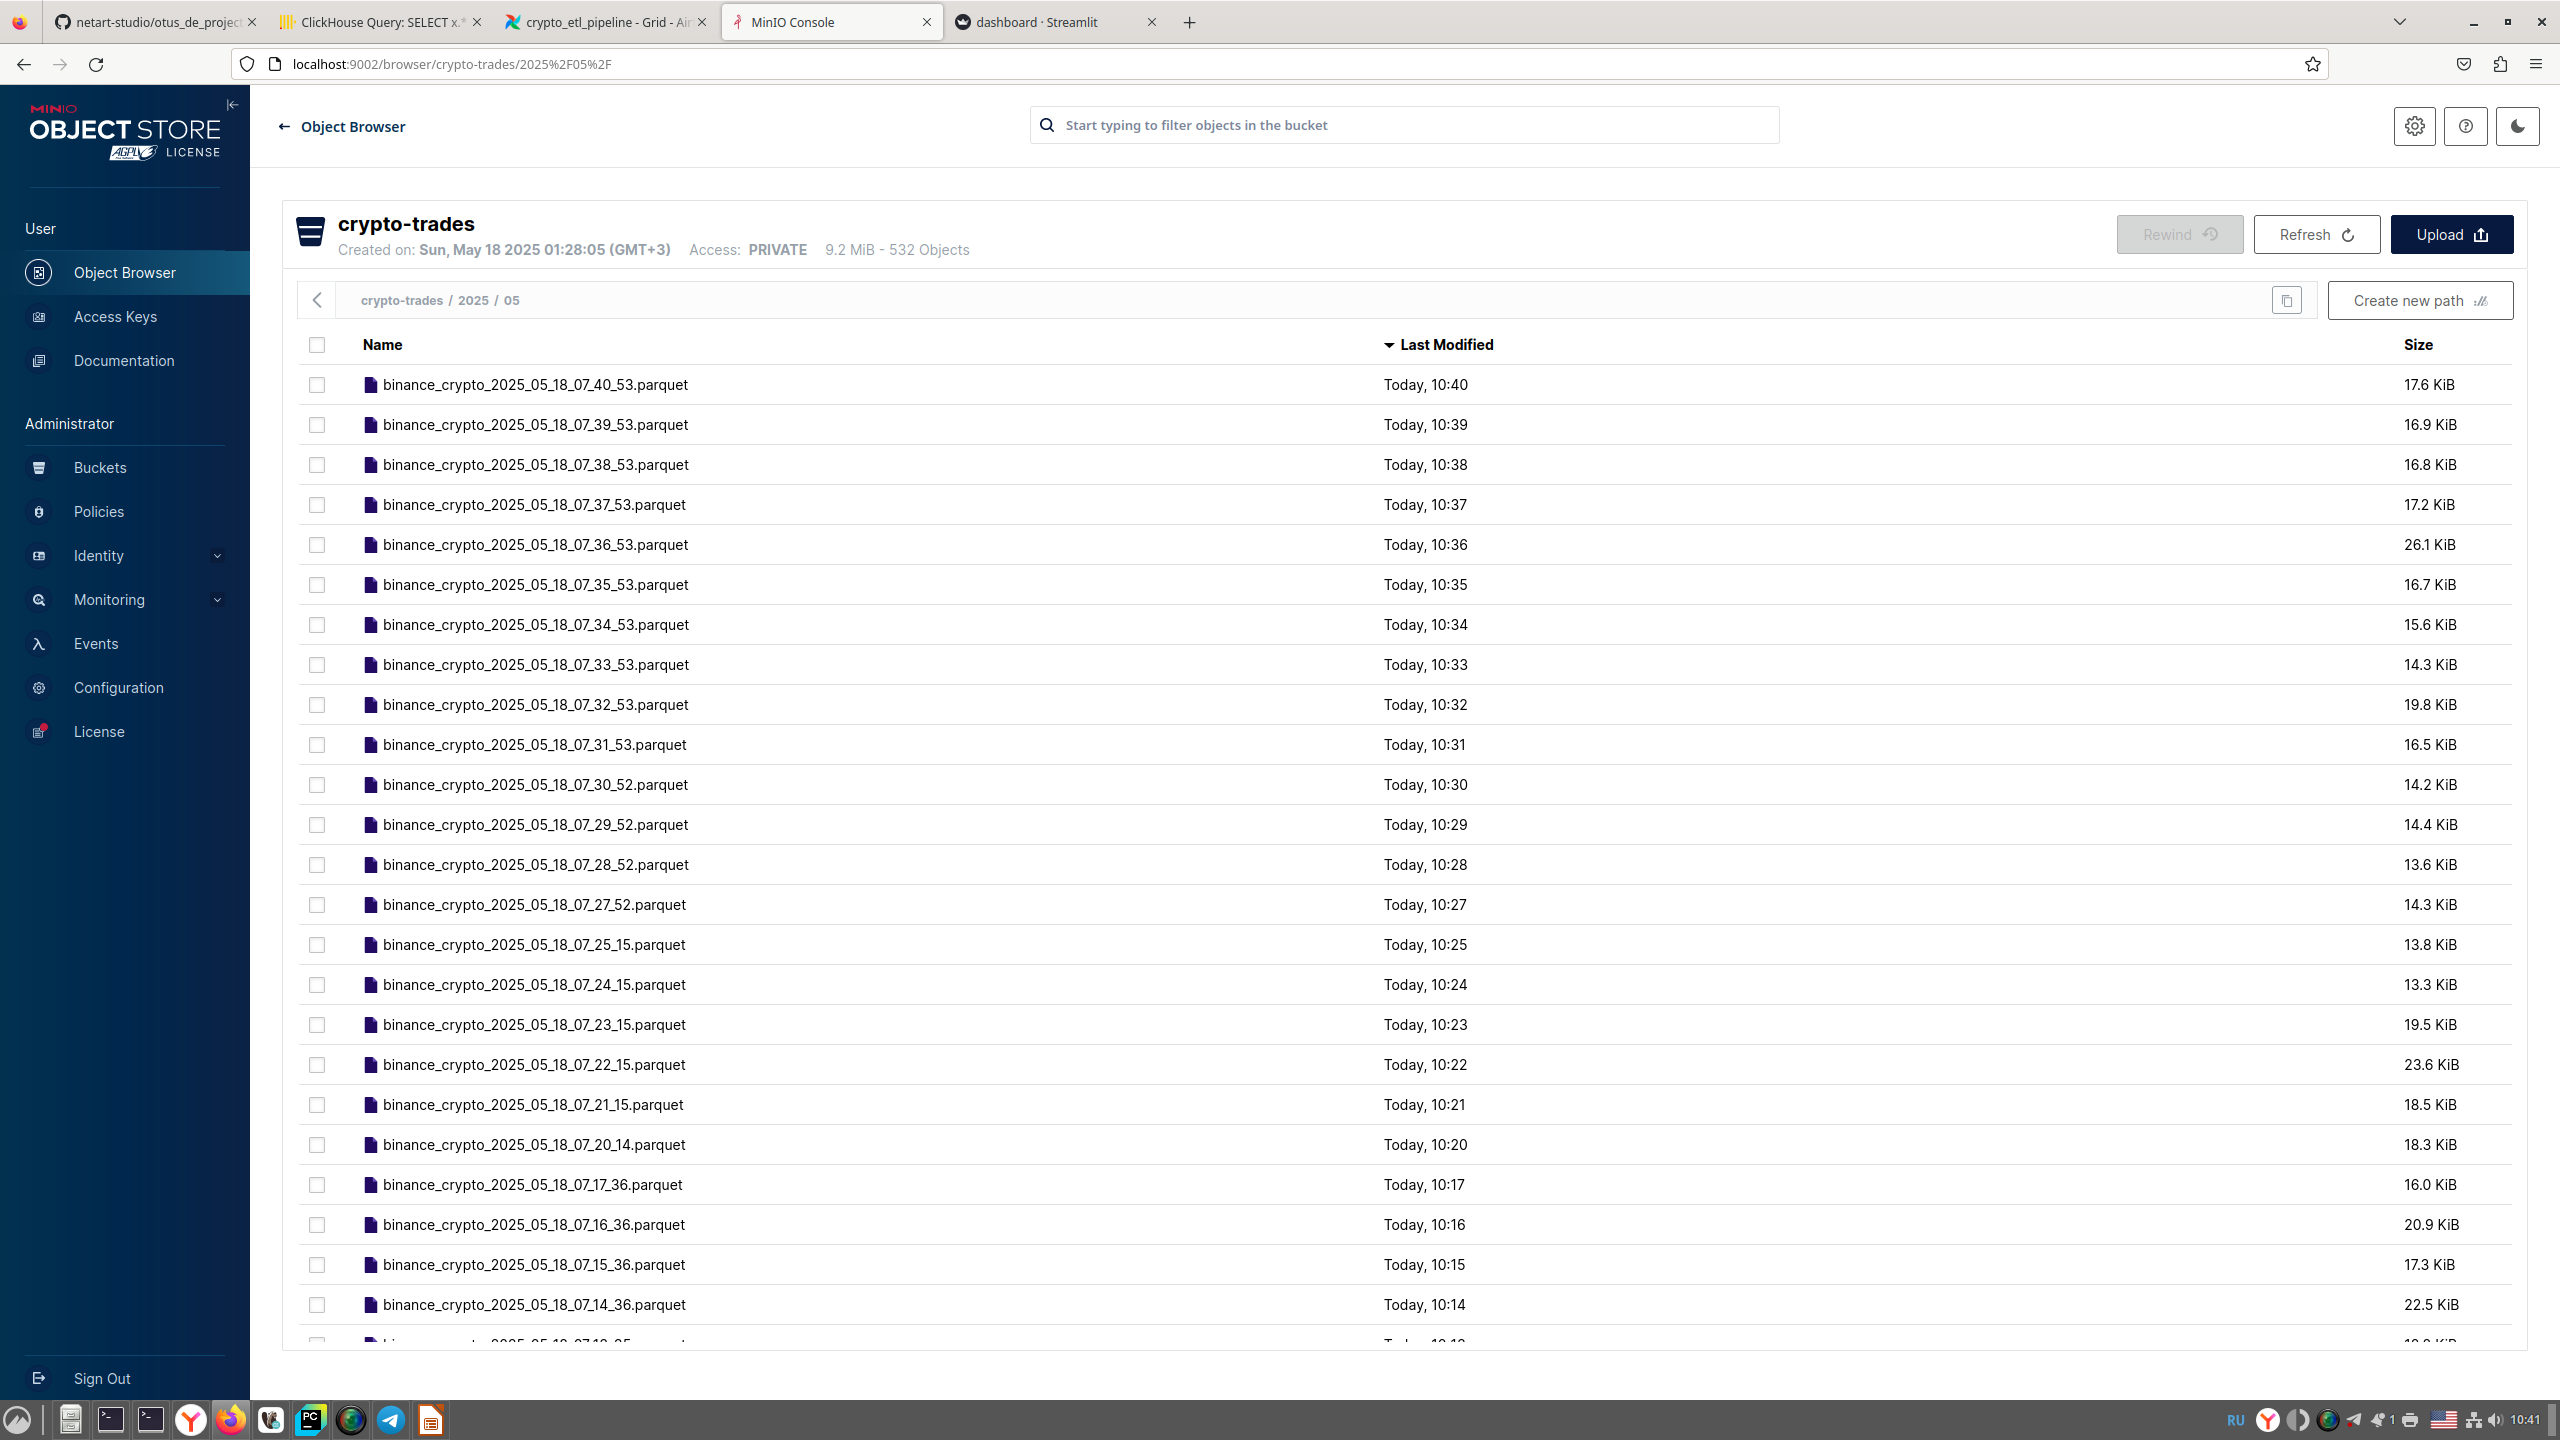 netart-studio/otus_de_projec
ClickHouse Query: SELECT x.*
crypto_etl_pipeline - Grid - Air
MinIO Console
dashboard · Streamlit
localhost:9002/browser/crypto-trades/2025%2F05%2F
MINIO
OBJECT STORE
AGPL LICENSE
Object Browser
Start typing to filter objects in the bucket
User
Object Browser
Access Keys
Documentation
Administrator
Buckets
Policies
Identity
Monitoring
Events
Configuration
License
Sign Out
crypto-trades
Created on: Sun, May 18 2025 01:28:05 (GMT+3) Access: PRIVATE 9.2 MiB - 532 Objects
Rewind
Refresh
Upload
crypto-trades / 2025 / 05
Create new path
Name Last Modified Size
binance_crypto_2025_05_18_07_40_53.parquet Today, 10:40 17.6 KiB
binance_crypto_2025_05_18_07_39_53.parquet Today, 10:39 16.9 KiB
binance_crypto_2025_05_18_07_38_53.parquet Today, 10:38 16.8 KiB
binance_crypto_2025_05_18_07_37_53.parquet Today, 10:37 17.2 KiB
binance_crypto_2025_05_18_07_36_53.parquet Today, 10:36 26.1 KiB
binance_crypto_2025_05_18_07_35_53.parquet Today, 10:35 16.7 KiB
binance_crypto_2025_05_18_07_34_53.parquet Today, 10:34 15.6 KiB
binance_crypto_2025_05_18_07_33_53.parquet Today, 10:33 14.3 KiB
binance_crypto_2025_05_18_07_32_53.parquet Today, 10:32 19.8 KiB
binance_crypto_2025_05_18_07_31_53.parquet Today, 10:31 16.5 KiB
binance_crypto_2025_05_18_07_30_52.parquet Today, 10:30 14.2 KiB
binance_crypto_2025_05_18_07_29_52.parquet Today, 10:29 14.4 KiB
binance_crypto_2025_05_18_07_28_52.parquet Today, 10:28 13.6 KiB
binance_crypto_2025_05_18_07_27_52.parquet Today, 10:27 14.3 KiB
binance_crypto_2025_05_18_07_25_15.parquet Today, 10:25 13.8 KiB
binance_crypto_2025_05_18_07_24_15.parquet Today, 10:24 13.3 KiB
binance_crypto_2025_05_18_07_23_15.parquet Today, 10:23 19.5 KiB
binance_crypto_2025_05_18_07_22_15.parquet Today, 10:22 23.6 KiB
binance_crypto_2025_05_18_07_21_15.parquet Today, 10:21 18.5 KiB
binance_crypto_2025_05_18_07_20_14.parquet Today, 10:20 18.3 KiB
binance_crypto_2025_05_18_07_17_36.parquet Today, 10:17 16.0 KiB
binance_crypto_2025_05_18_07_16_36.parquet Today, 10:16 20.9 KiB
binance_crypto_2025_05_18_07_15_36.parquet Today, 10:15 17.3 KiB
binance_crypto_2025_05_18_07_14_36.parquet Today, 10:14 22.5 KiB
RU
1
10:41